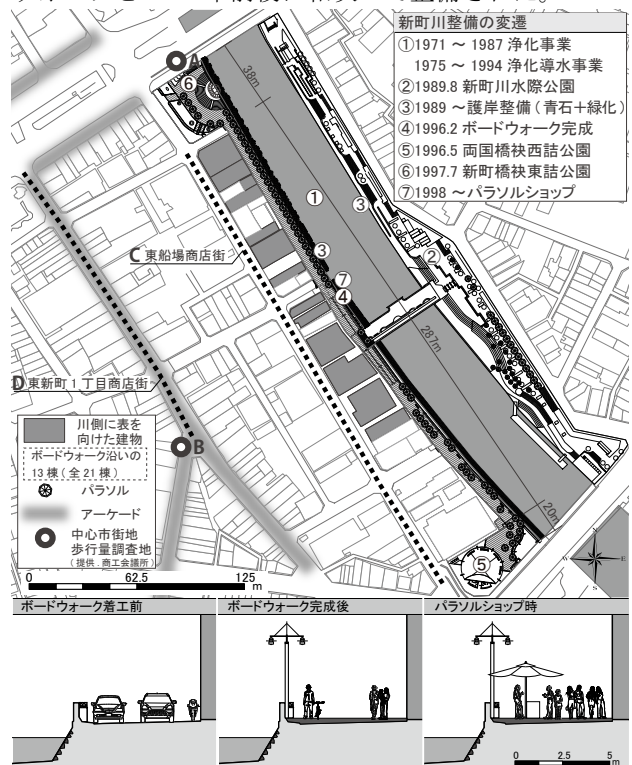 新町川整備の変遷
①1971 ～ 1987 浄化事業
1975 ～ 1994 浄化導水事業
②1989.8 新町川水際公園
③1989 ～護岸整備(青石＋緑化)
④1996.2 ボードウォーク完成
⑤1996.5 両国橋袂西詰公園
⑥1997.7 新町橋袂東詰公園
⑦1998 ～パラソルショップ
A
⑥
38m
①
③
③
②
C 東船場商店街
⑦
④
287m
D 東新町１丁目商店街
B
20m
⑤
川側に表を
向けた建物
ボードウォーク沿いの
13 棟(全 21 棟)
パラソル
アーケード
中心市街地
歩行量調査地
(提供 . 商工会議所)
0 62.5 125
m
N
W E
S
ボードウォーク着工前
ボードウォーク完成後
パラソルショップ時
0 2.5 5
m